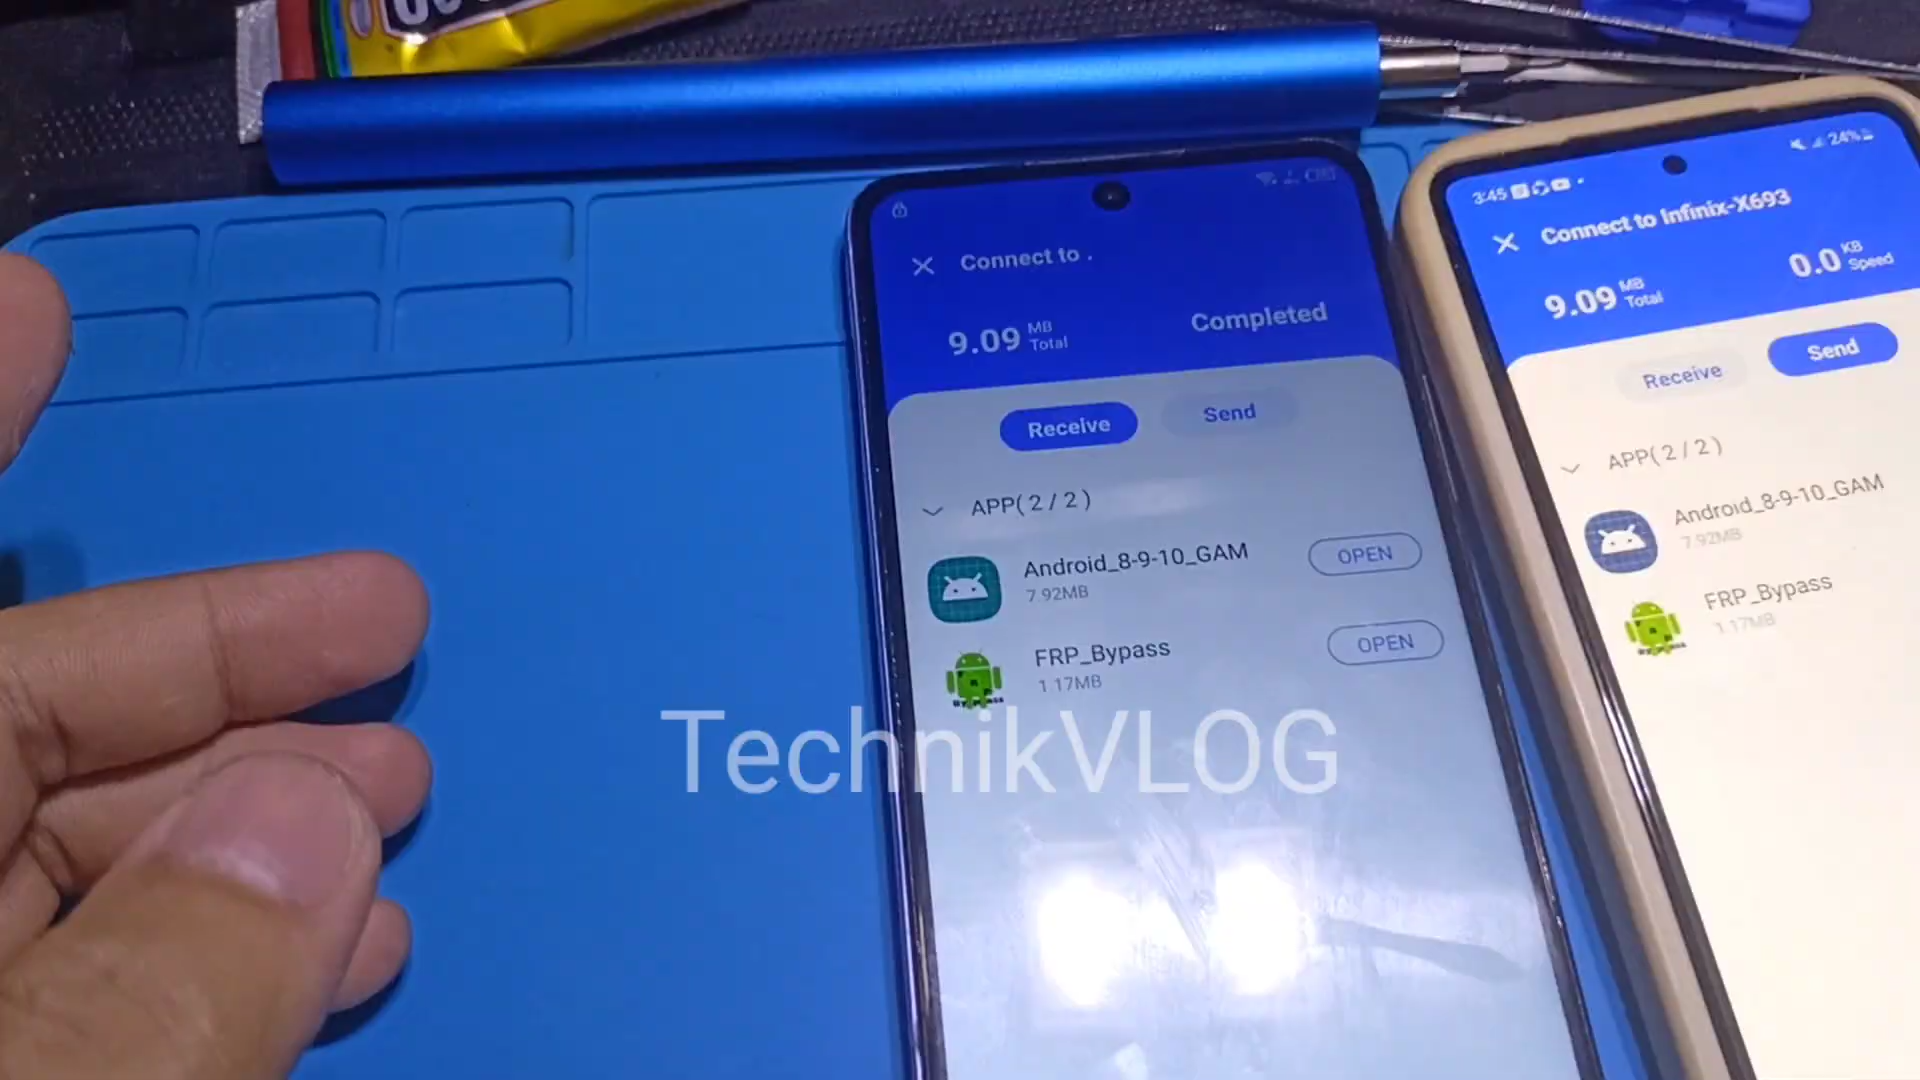 Connect to .
9.09 MB Total
Completed
Receive
Send
APP( 2 / 2 )
Android_8-9-10_GAM
7.92MB
OPEN
FRP_Bypass
1.17MB
OPEN
3:45
24%
Connect to Infinix-X693
9.09 MB Total
0.0 KB Speed
Receive
Send
APP( 2 / 2 )
Android_8-9-10_GAM
7.92MB
FRP_Bypass
1.17MB
TechnikVLOG